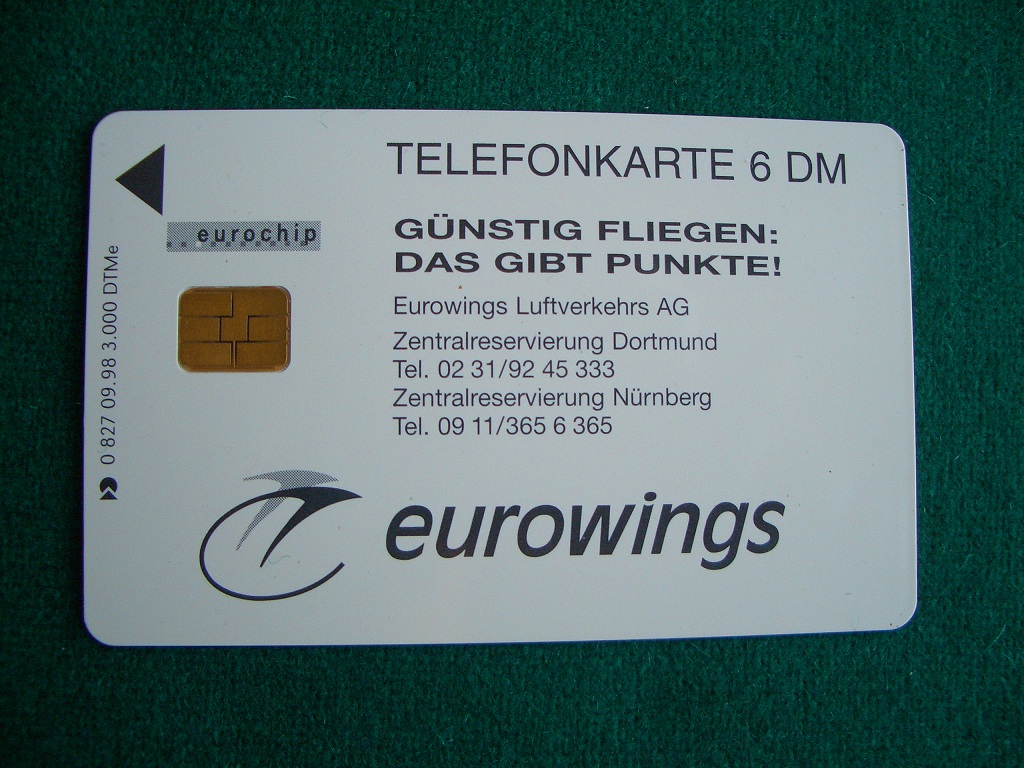 TELEFONKARTE 6 DM
eurochip
GÜNSTIG FLIEGEN:
DAS GIBT PUNKTE!
Eurowings Luftverkehrs AG
Zentralreservierung Dortmund
Tel. 02 31/92 45 333
Zentralreservierung Nürnberg
Tel. 09 11/365 6 365
0 827 09.98 3.000 DTMe
eurowings